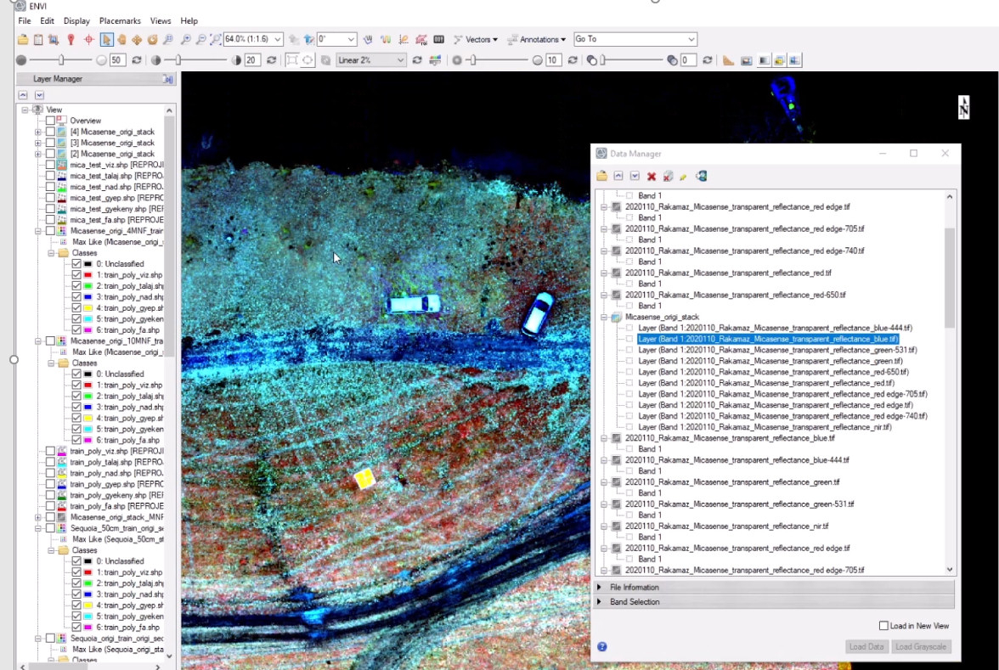 ENVI
File Edit Display Placemarks Views Help
64.0% (1:1.6) 0° Vectors Annotations Go To
50 20 Linear 2% 10 0
Layer Manager
View
Overview
[4] Micasense_origi_stack
[3] Micasense_origi_stack
[2] Micasense_origi_stack
mica_test_viz.shp [REPROJ
mica_test_talaj.shp [REPRO
mica_test_nad.shp [REPRO
mica_test_gyep.shp [REPRC
mica_test_gyekeny.shp [REF
mica_test_fa.shp [REPROJE
Micasense_origi_4MNF_train
Max Like (Micasense_origi_
Classes
0: Unclassified
1: train_poly_viz.shp
2: train_poly_talaj.shp
3: train_poly_nad.shp
4: train_poly_gyep.sh
5: train_poly_gyeken
6: train_poly_fa.shp
Micasense_origi_10MNF_tra
Max Like (Micasense_origi_
Classes
0: Unclassified
1: train_poly_viz.shp
2: train_poly_talaj.shp
3: train_poly_nad.shp
4: train_poly_gyep.sh
5: train_poly_gyeken
6: train_poly_fa.shp
train_poly_viz.shp [REPROJI
train_poly_talaj.shp [REPRO
train_poly_nad.shp [REPRO.
train_poly_gyep.shp [REPRC
train_poly_gyekeny.shp [REI
train_poly_fa.shp [REPROJE
Micasense_origi_stack_MNF
Sequoia_50cm_train_origi_se
Max Like (Sequoia_50cm_st
Classes
0: Unclassified
1: train_poly_viz.shp
2: train_poly_talaj.shp
3: train_poly_nad.shp
4: train_poly_gyep.sh
5: train_poly_gyeken
6: train_poly_fa.shp
Sequoia_origi_train_origi_sec
Max Like (Sequoia_origi_sta
Classes
N
Data Manager
Band 1
2020110_Rakamaz_Micasense_transparent_reflectance_red edge.tif
Band 1
2020110_Rakamaz_Micasense_transparent_reflectance_red edge-705.tif
Band 1
2020110_Rakamaz_Micasense_transparent_reflectance_red edge-740.tif
Band 1
2020110_Rakamaz_Micasense_transparent_reflectance_red.tif
Band 1
2020110_Rakamaz_Micasense_transparent_reflectance_red-650.tif
Band 1
Micasense_origi_stack
Layer (Band 1:2020110_Rakamaz_Micasense_transparent_reflectance_blue-444.tif)
Layer (Band 1:2020110_Rakamaz_Micasense_transparent_reflectance_blue.tif)
Layer (Band 1:2020110_Rakamaz_Micasense_transparent_reflectance_green-531.tif)
Layer (Band 1:2020110_Rakamaz_Micasense_transparent_reflectance_green.tif)
Layer (Band 1:2020110_Rakamaz_Micasense_transparent_reflectance_red-650.tif)
Layer (Band 1:2020110_Rakamaz_Micasense_transparent_reflectance_red.tif)
Layer (Band 1:2020110_Rakamaz_Micasense_transparent_reflectance_red edge-705.tif)
Layer (Band 1:2020110_Rakamaz_Micasense_transparent_reflectance_red edge.tif)
Layer (Band 1:2020110_Rakamaz_Micasense_transparent_reflectance_red edge-740.tif)
Layer (Band 1:2020110_Rakamaz_Micasense_transparent_reflectance_nir.tif)
2020110_Rakamaz_Micasense_transparent_reflectance_blue.tif
Band 1
2020110_Rakamaz_Micasense_transparent_reflectance_blue-444.tif
Band 1
2020110_Rakamaz_Micasense_transparent_reflectance_green.tif
Band 1
2020110_Rakamaz_Micasense_transparent_reflectance_green-531.tif
Band 1
2020110_Rakamaz_Micasense_transparent_reflectance_nir.tif
Band 1
2020110_Rakamaz_Micasense_transparent_reflectance_red edge.tif
Band 1
2020110_Rakamaz_Micasense_transparent_reflectance_red edge-705.tif
File Information
Band Selection
Load in New View
Load Data Load Grayscale